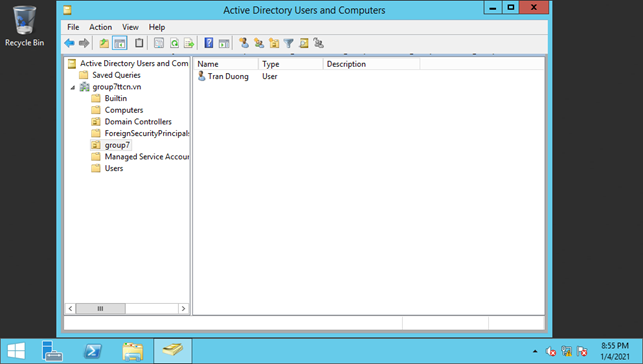 Active Directory Users and Computers
Recycle Bin
File Action View Help
Active Directory Users and Com
Saved Queries
group7ttcn.vn
Builtin
Computers
Domain Controllers
ForeignSecurityPrincipals
group7
Managed Service Accour
Users
Name Type Description
Tran Duong User
8:55 PM
1/4/2021